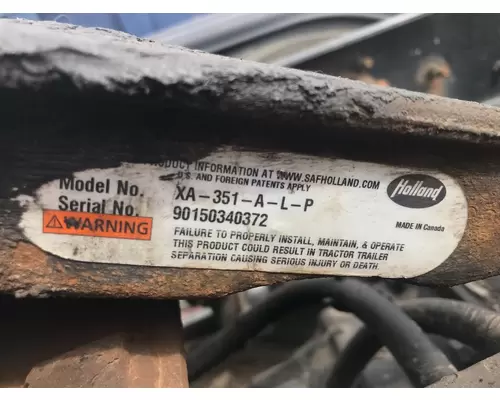 PRODUCT INFORMATION AT WWW.SAFHOLLAND.COM
U.S. AND FOREIGN PATENTS APPLY
Model No. XA-351-A-L-P
Serial No. 90150340372
WARNING
FAILURE TO PROPERLY INSTALL, MAINTAIN, & OPERATE
THIS PRODUCT COULD RESULT IN TRACTOR TRAILER
SEPARATION CAUSING SERIOUS INJURY OR DEATH.
Holland
MADE IN Canada